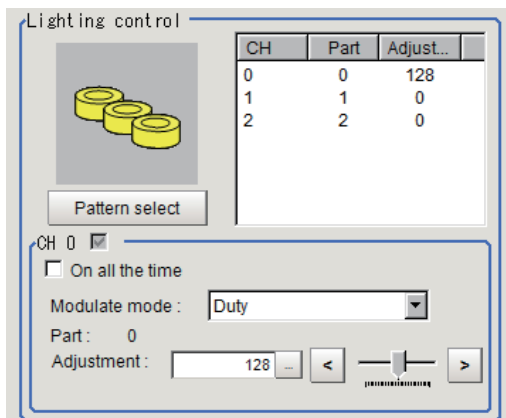 Lighting control
CH Part Adjust...
0 0 128
1 1 0
2 2 0
Pattern select
CH 0
On all the time
Modulate mode : Duty
Part : 0
Adjustment : 128 ... < >